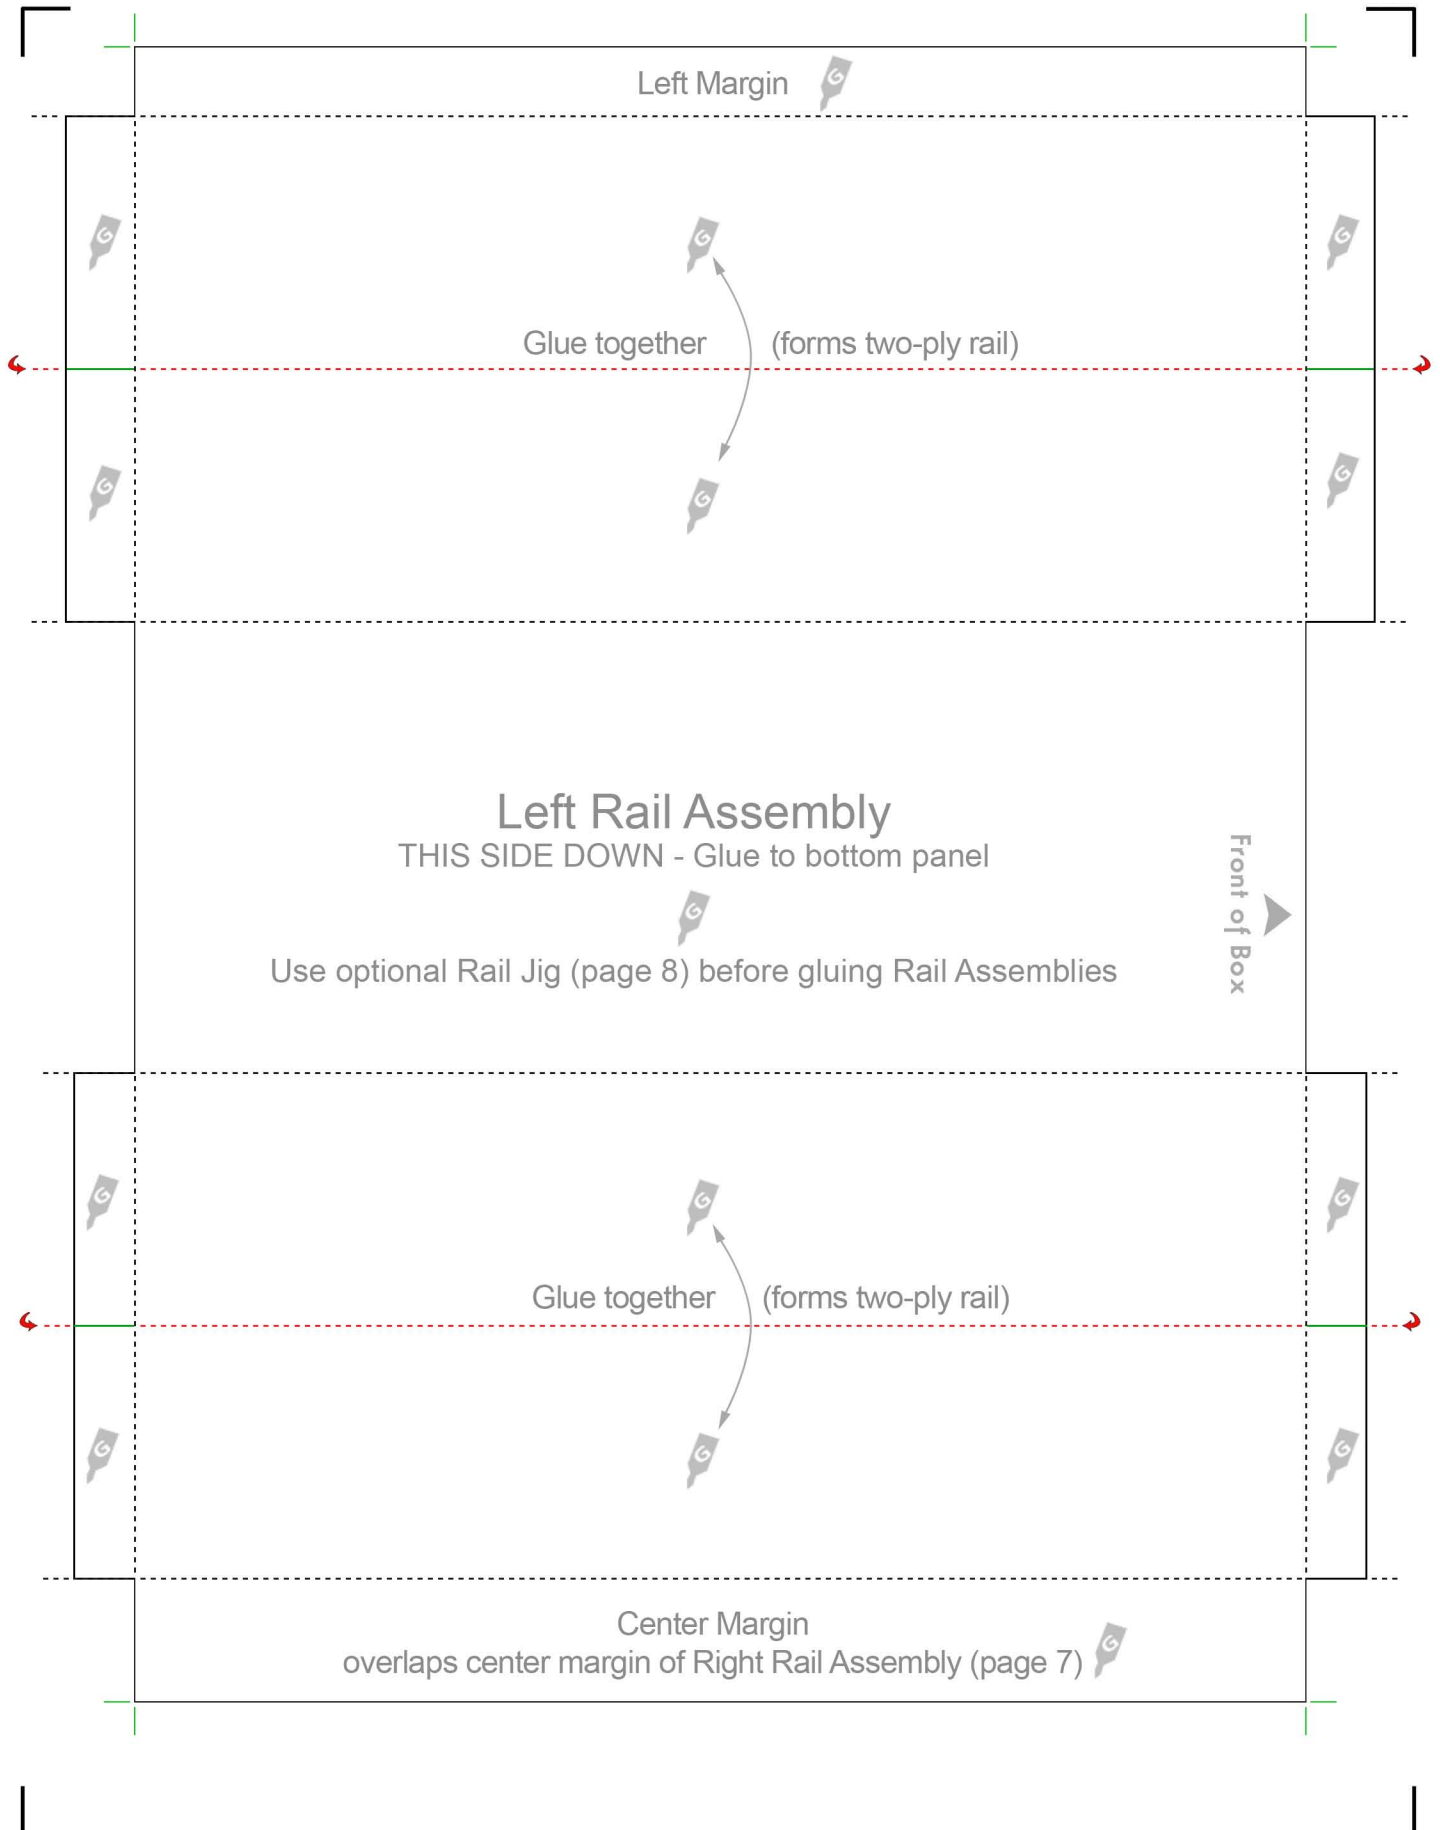 Left Margin G
G G G
Glue together (forms two-ply rail)
G G G
Left Rail Assembly
THIS SIDE DOWN - Glue to bottom panel
G
Use optional Rail Jig (page 8) before gluing Rail Assemblies
Front of Box
G G G
Glue together (forms two-ply rail)
G G G
Center Margin
overlaps center margin of Right Rail Assembly (page 7) G